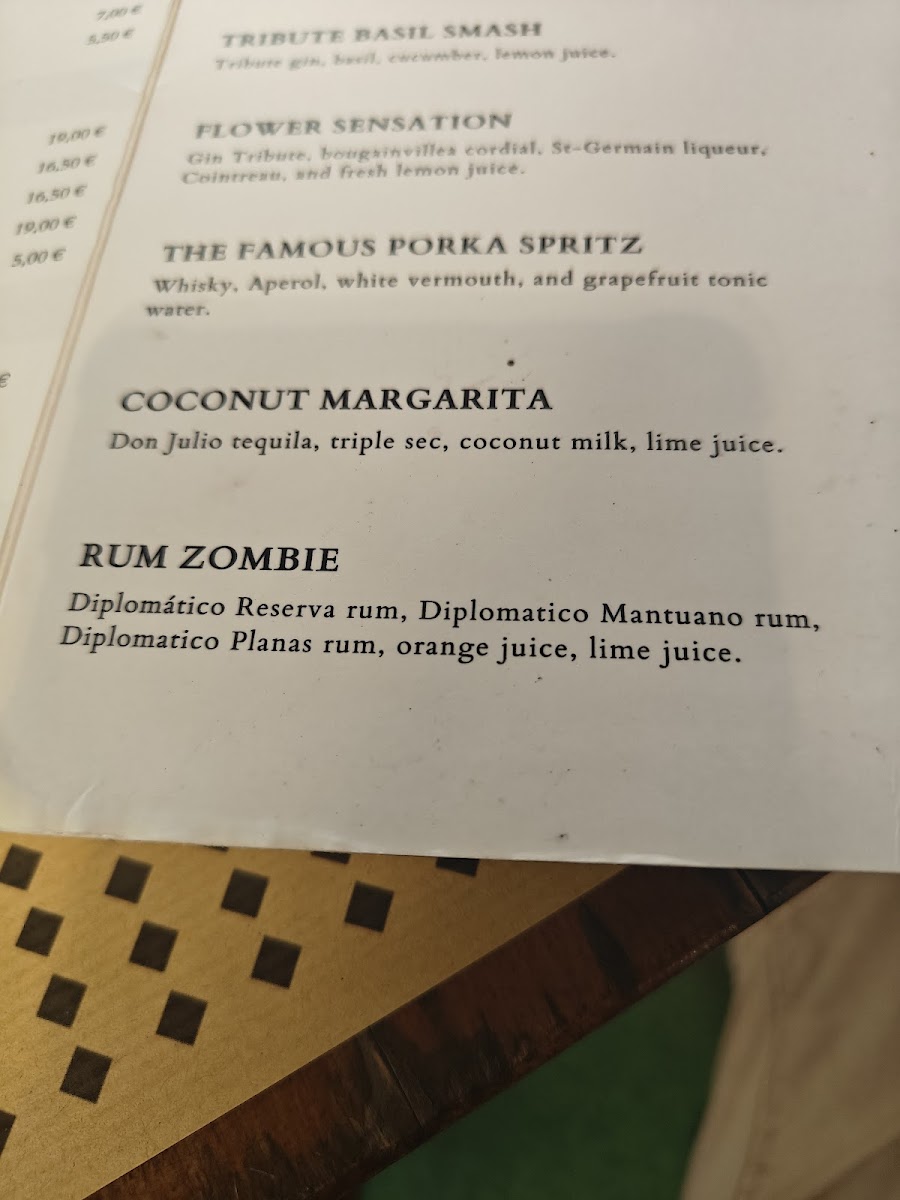 7,00 €
5,50 €
19,00 €
16,50 €
16,50 €
19,00 €
5,00 €
€
TRIBUTE BASIL SMASH
Tribute gin, basil, cucumber, lemon juice.
FLOWER SENSATION
Gin Tribute, bougainvillea cordial, St-Germain liqueur,
Cointreau, and fresh lemon juice.
THE FAMOUS PORKA SPRITZ
Whisky, Aperol, white vermouth, and grapefruit tonic
water.
COCONUT MARGARITA
Don Julio tequila, triple sec, coconut milk, lime juice.
RUM ZOMBIE
Diplomático Reserva rum, Diplomatico Mantuano rum,
Diplomatico Planas rum, orange juice, lime juice.